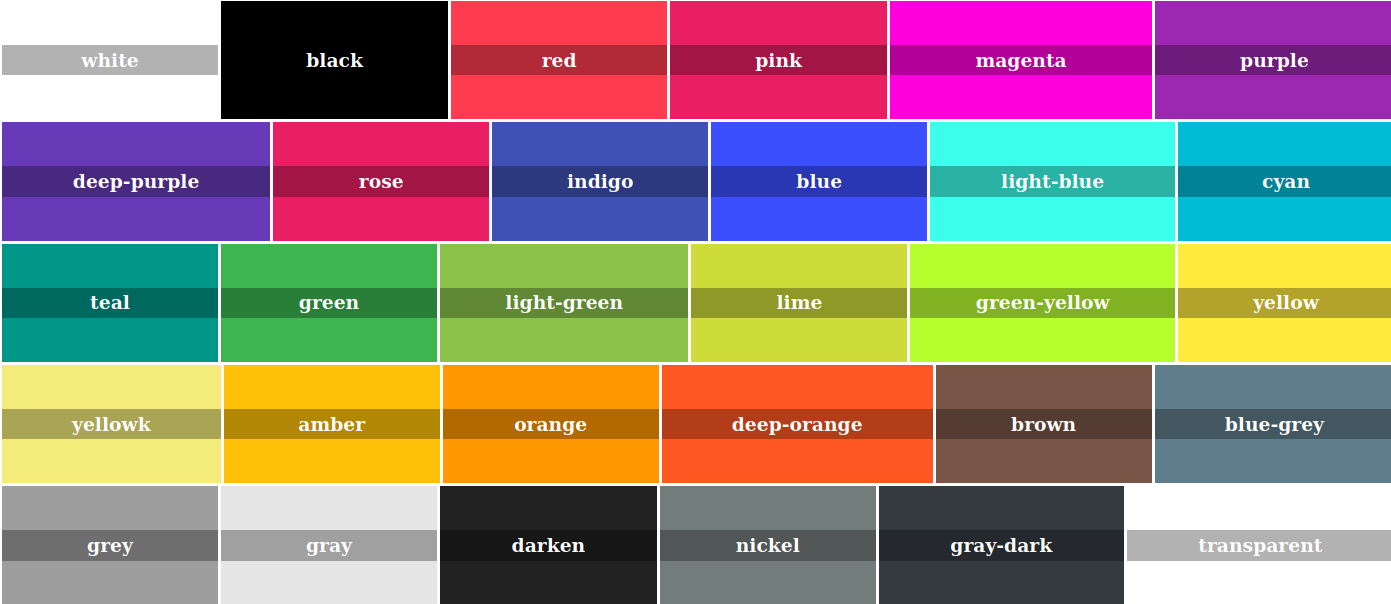 white black red pink magenta purple
deep-purple rose indigo blue light-blue cyan
teal green light-green lime green-yellow yellow
yellowk amber orange deep-orange brown blue-grey
grey gray darken nickel gray-dark transparent